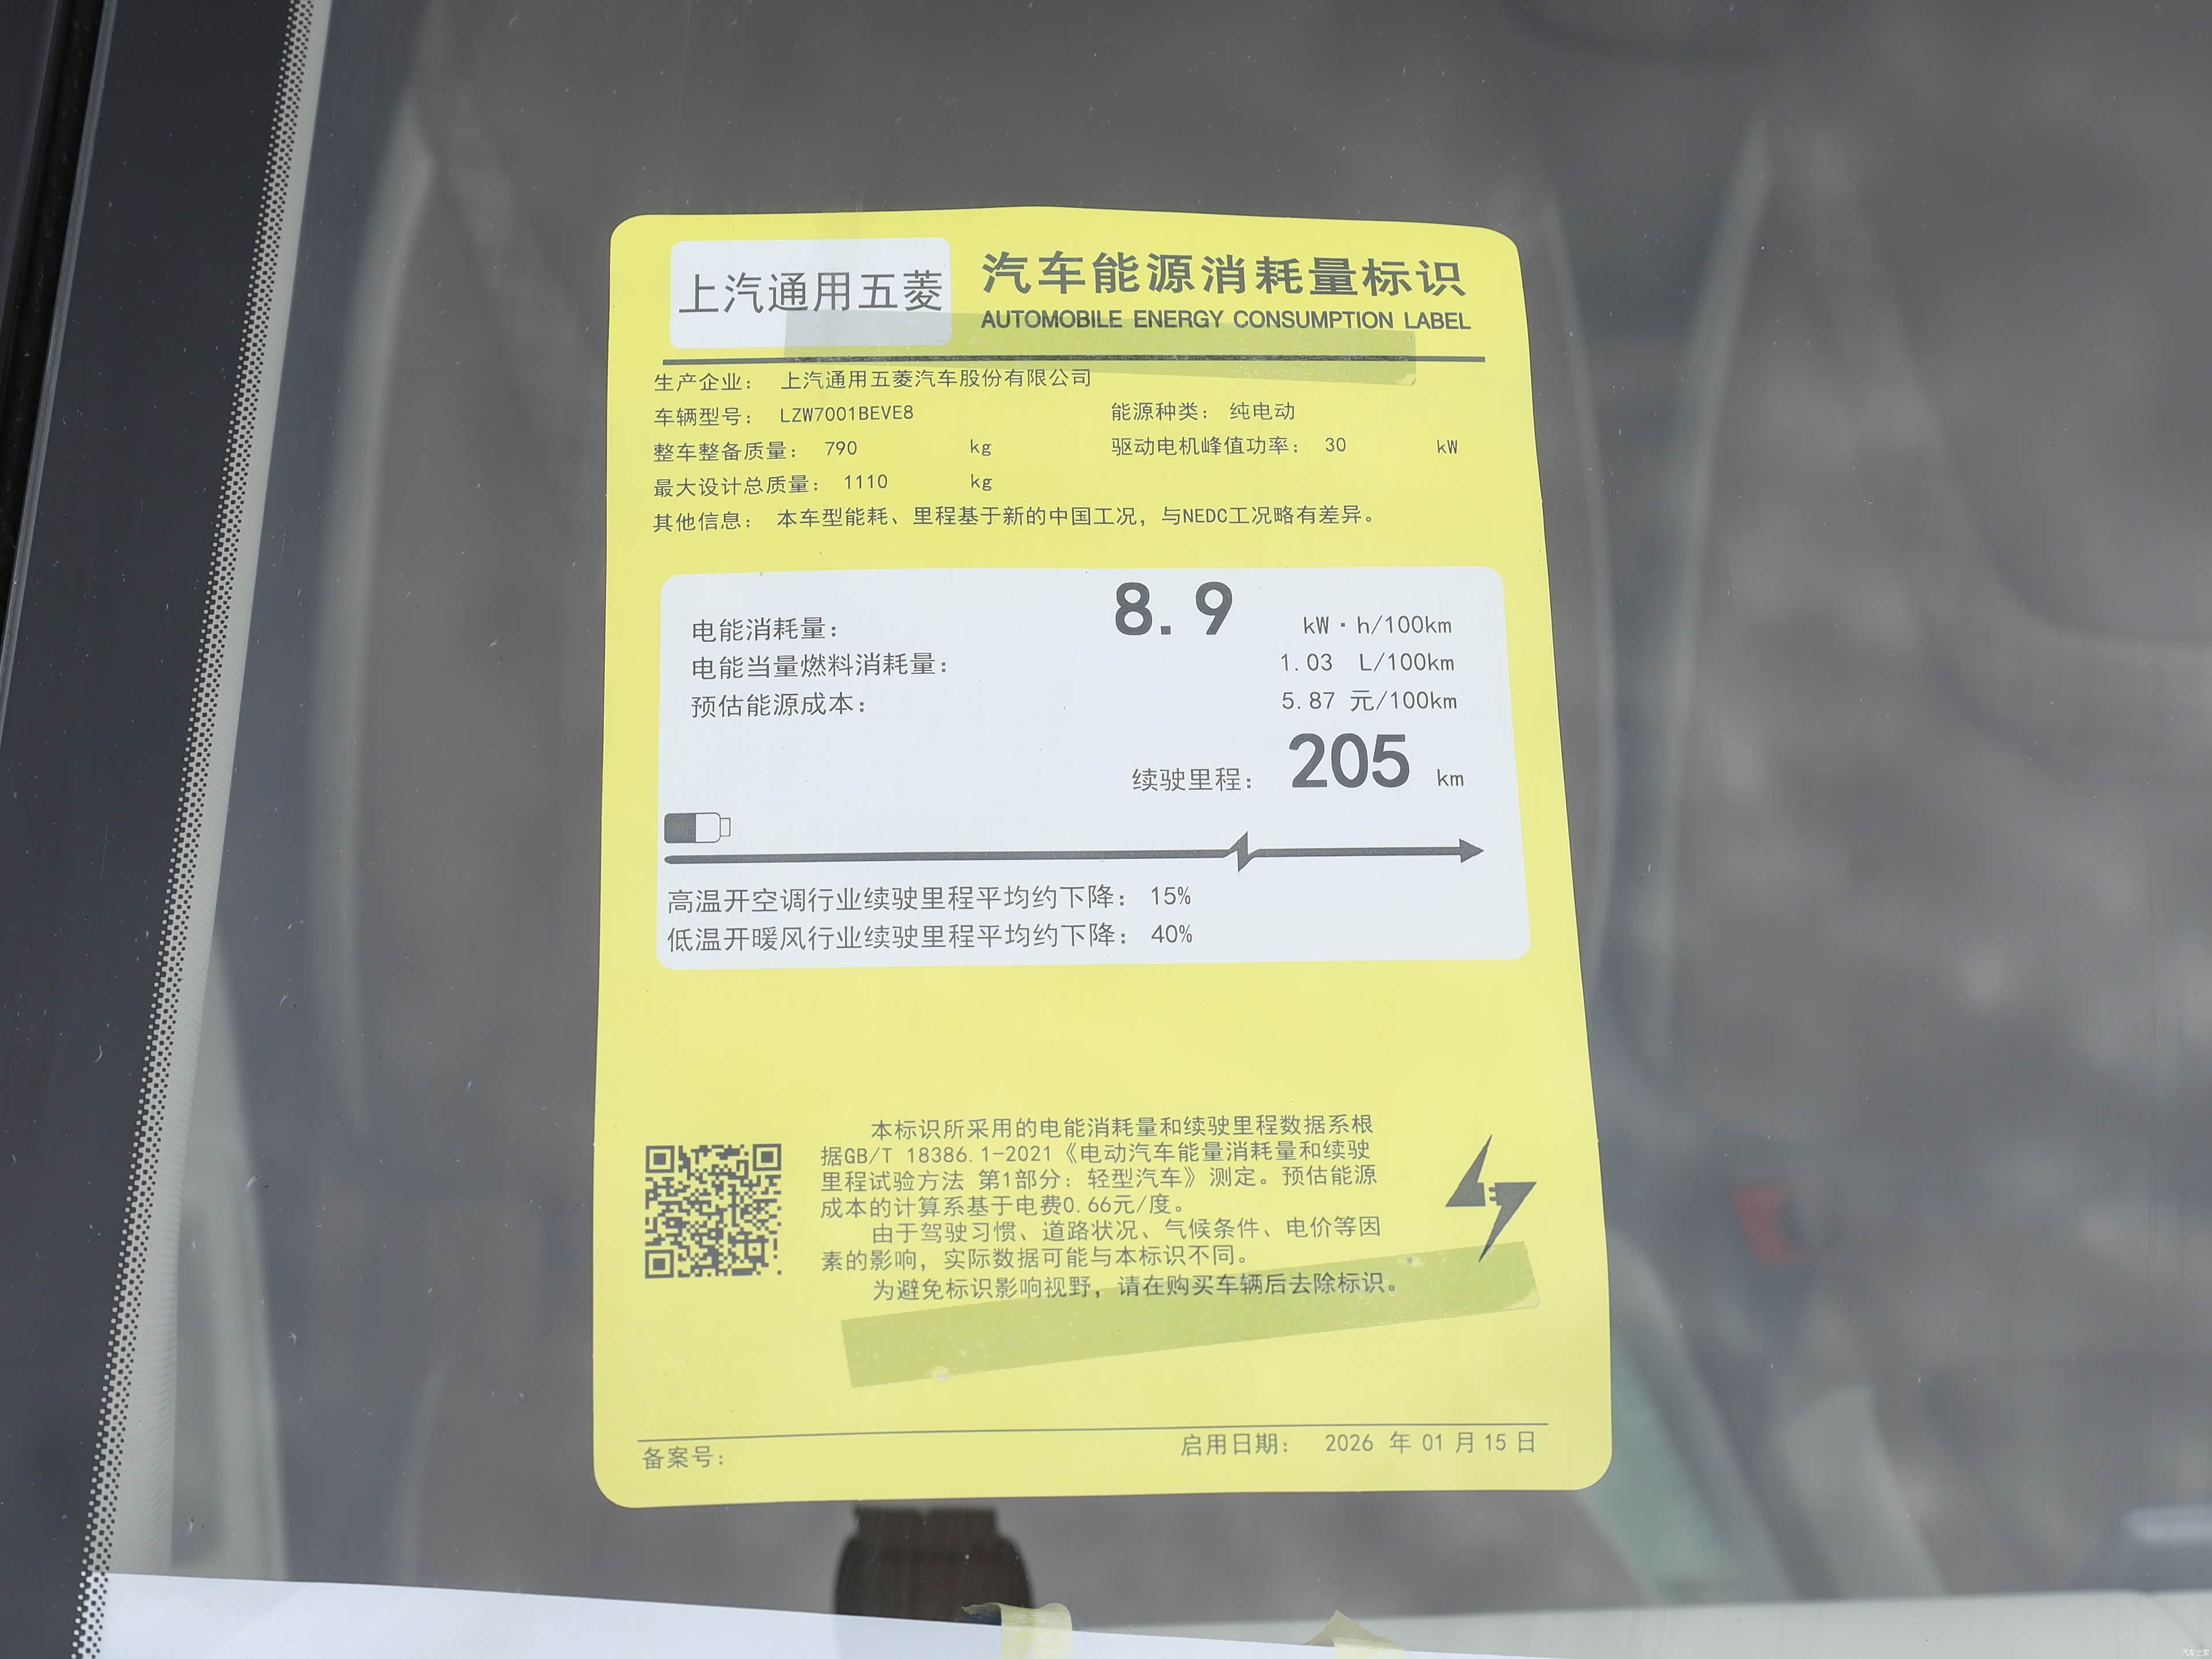 上汽通用五菱
汽车能源消耗量标识
AUTOMOBILE ENERGY CONSUMPTION LABEL
生产企业: 上汽通用五菱汽车股份有限公司
车辆型号: LZW7001BEVE8 能源种类: 纯电动
整车整备质量: 790 kg 驱动电机峰值功率: 30 kW
最大设计总质量: 1110 kg
其他信息: 本车型能耗、里程基于新的中国工况，与NEDC工况略有差异。
电能消耗量: 8.9 kW·h/100km
电能当量燃料消耗量: 1.03 L/100km
预估能源成本: 5.87 元/100km
续驶里程: 205 km
高温开空调行业续驶里程平均约下降: 15%
低温开暖风行业续驶里程平均约下降: 40%
本标识所采用的电能消耗量和续驶里程数据系根
据GB/T 18386.1-2021《电动汽车能量消耗量和续驶
里程试验方法 第1部分: 轻型汽车》测定。预估能源
成本的计算系基于电费0.66元/度。
由于驾驶习惯、道路状况、气候条件、电价等因
素的影响，实际数据可能与本标识不同。
为避免标识影响视野，请在购买车辆后去除标识。
备案号: 启用日期: 2026 年 01 月 15 日
汽车之家